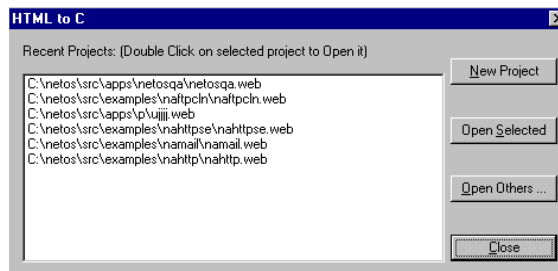 HTML to C
Recent Projects: (Double Click on selected project to Open it)
C:\netos\src\apps\netosqa\netosqa.web
C:\netos\src\examples\naftpcln\naftpcln.web
C:\netos\src\apps\p\ujjjj.web
C:\netos\src\examples\nahttpse\nahttpse.web
C:\netos\src\examples\namail\namail.web
C:\netos\src\examples\nahttp\nahttp.web
New Project
Open Selected
Open Others ...
Close